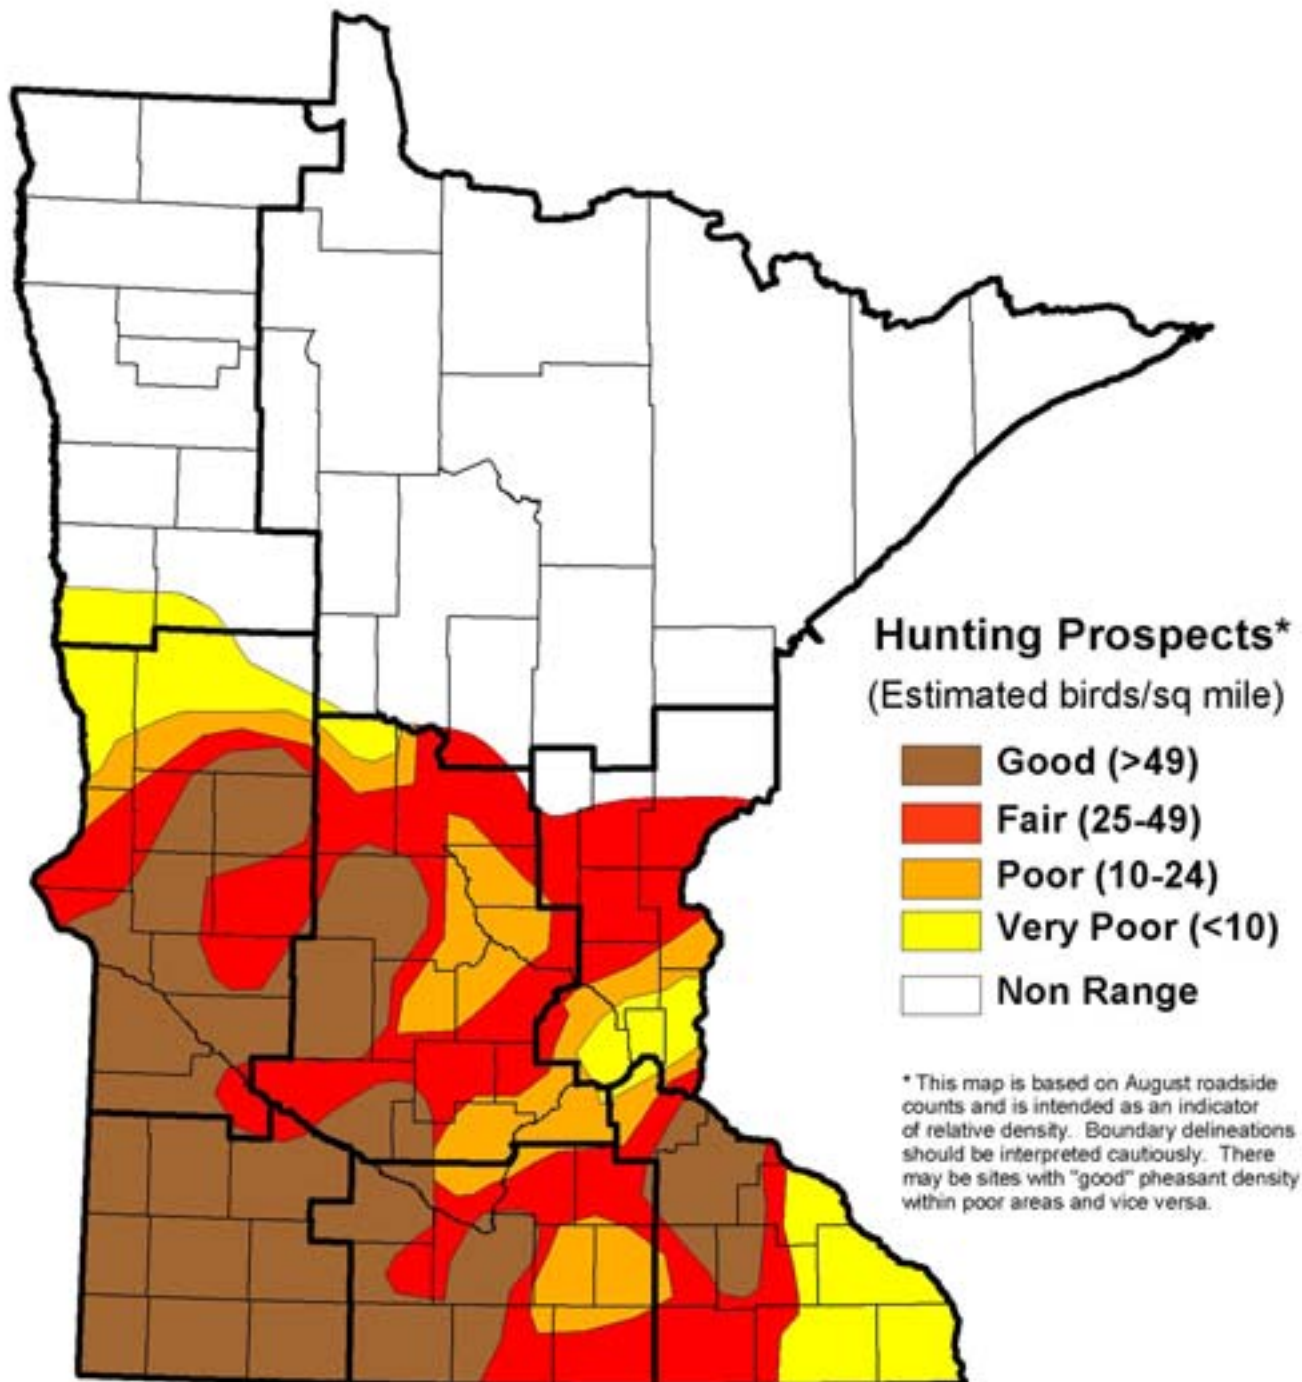 Hunting Prospects*
(Estimated birds/sq mile)
Good (>49)
Fair (25-49)
Poor (10-24)
Very Poor (<10)
Non Range
* This map is based on August roadside
counts and is intended as an indicator
of relative density.  Boundary delineations
should be interpreted cautiously.  There
may be sites with "good" pheasant density
within poor areas and vice versa.